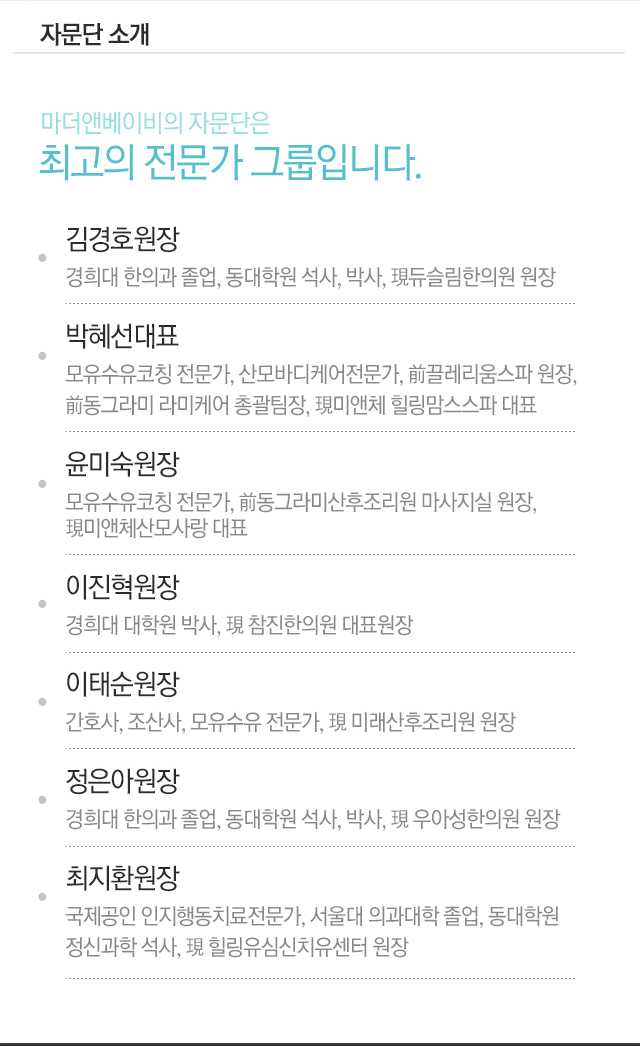 자문단 소개
마더앤베이비의 자문단은
최고의 전문가 그룹입니다.
김경호원장
경희대 한의과 졸업, 동대학원 석사, 박사, 現듀슬림한의원 원장
박혜선대표
모유수유코칭 전문가, 산모바디케어전문가, 前끌레리움스파 원장,
前동그라미 라미케어 총괄팀장, 現미앤체 힐링맘스스파 대표
윤미숙원장
모유수유코칭 전문가, 前동그라미산후조리원 마사지실 원장,
現미앤체산모사랑 대표
이진혁원장
경희대 대학원 박사, 現 참진한의원 대표원장
이태순원장
간호사, 조산사, 모유수유 전문가, 現 미래산후조리원 원장
정은아원장
경희대 한의과 졸업, 동대학원 석사, 박사, 現 우아성한의원 원장
최지환원장
국제공인 인지행동치료전문가, 서울대 의과대학 졸업, 동대학원
정신과학 석사, 現 힐링유심신치유센터 원장